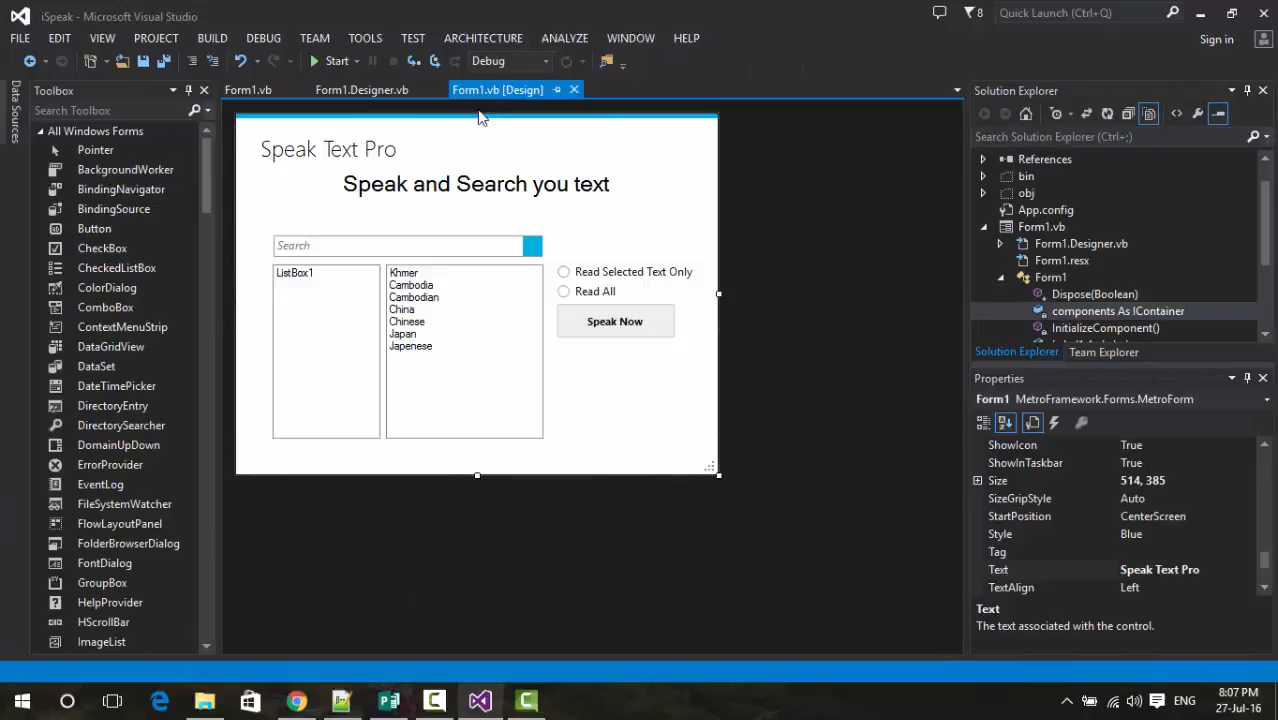 iSpeak - Microsoft Visual Studio
8
Quick Launch (Ctrl+Q)
FILE EDIT VIEW PROJECT BUILD DEBUG TEAM TOOLS TEST ARCHITECTURE ANALYZE WINDOW HELP
Sign in
Start
Debug
Data Sources
Toolbox
Search Toolbox
All Windows Forms
Pointer
BackgroundWorker
BindingNavigator
BindingSource
Button
CheckBox
CheckedListBox
ColorDialog
ComboBox
ContextMenuStrip
DataGridView
DataSet
DateTimePicker
DirectoryEntry
DirectorySearcher
DomainUpDown
ErrorProvider
EventLog
FileSystemWatcher
FlowLayoutPanel
FolderBrowserDialog
FontDialog
GroupBox
HelpProvider
HScrollBar
ImageList
Form1.vb
Form1.Designer.vb
Form1.vb [Design]
Speak Text Pro
Speak and Search you text
Search
ListBox1
Khmer
Cambodia
Cambodian
China
Chinese
Japan
Japenese
Read Selected Text Only
Read All
Speak Now
Solution Explorer
Search Solution Explorer (Ctrl+;)
References
bin
obj
App.config
Form1.vb
Form1.Designer.vb
Form1.resx
Form1
Dispose(Boolean)
components As IContainer
InitializeComponent()
Solution Explorer
Team Explorer
Properties
Form1 MetroFramework.Forms.MetroForm
ShowIcon True
ShowInTaskbar True
Size 514, 385
SizeGripStyle Auto
StartPosition CenterScreen
Style Blue
Tag
Text Speak Text Pro
TextAlign Left
Text
The text associated with the control.
ENG
8:07 PM
27-Jul-16